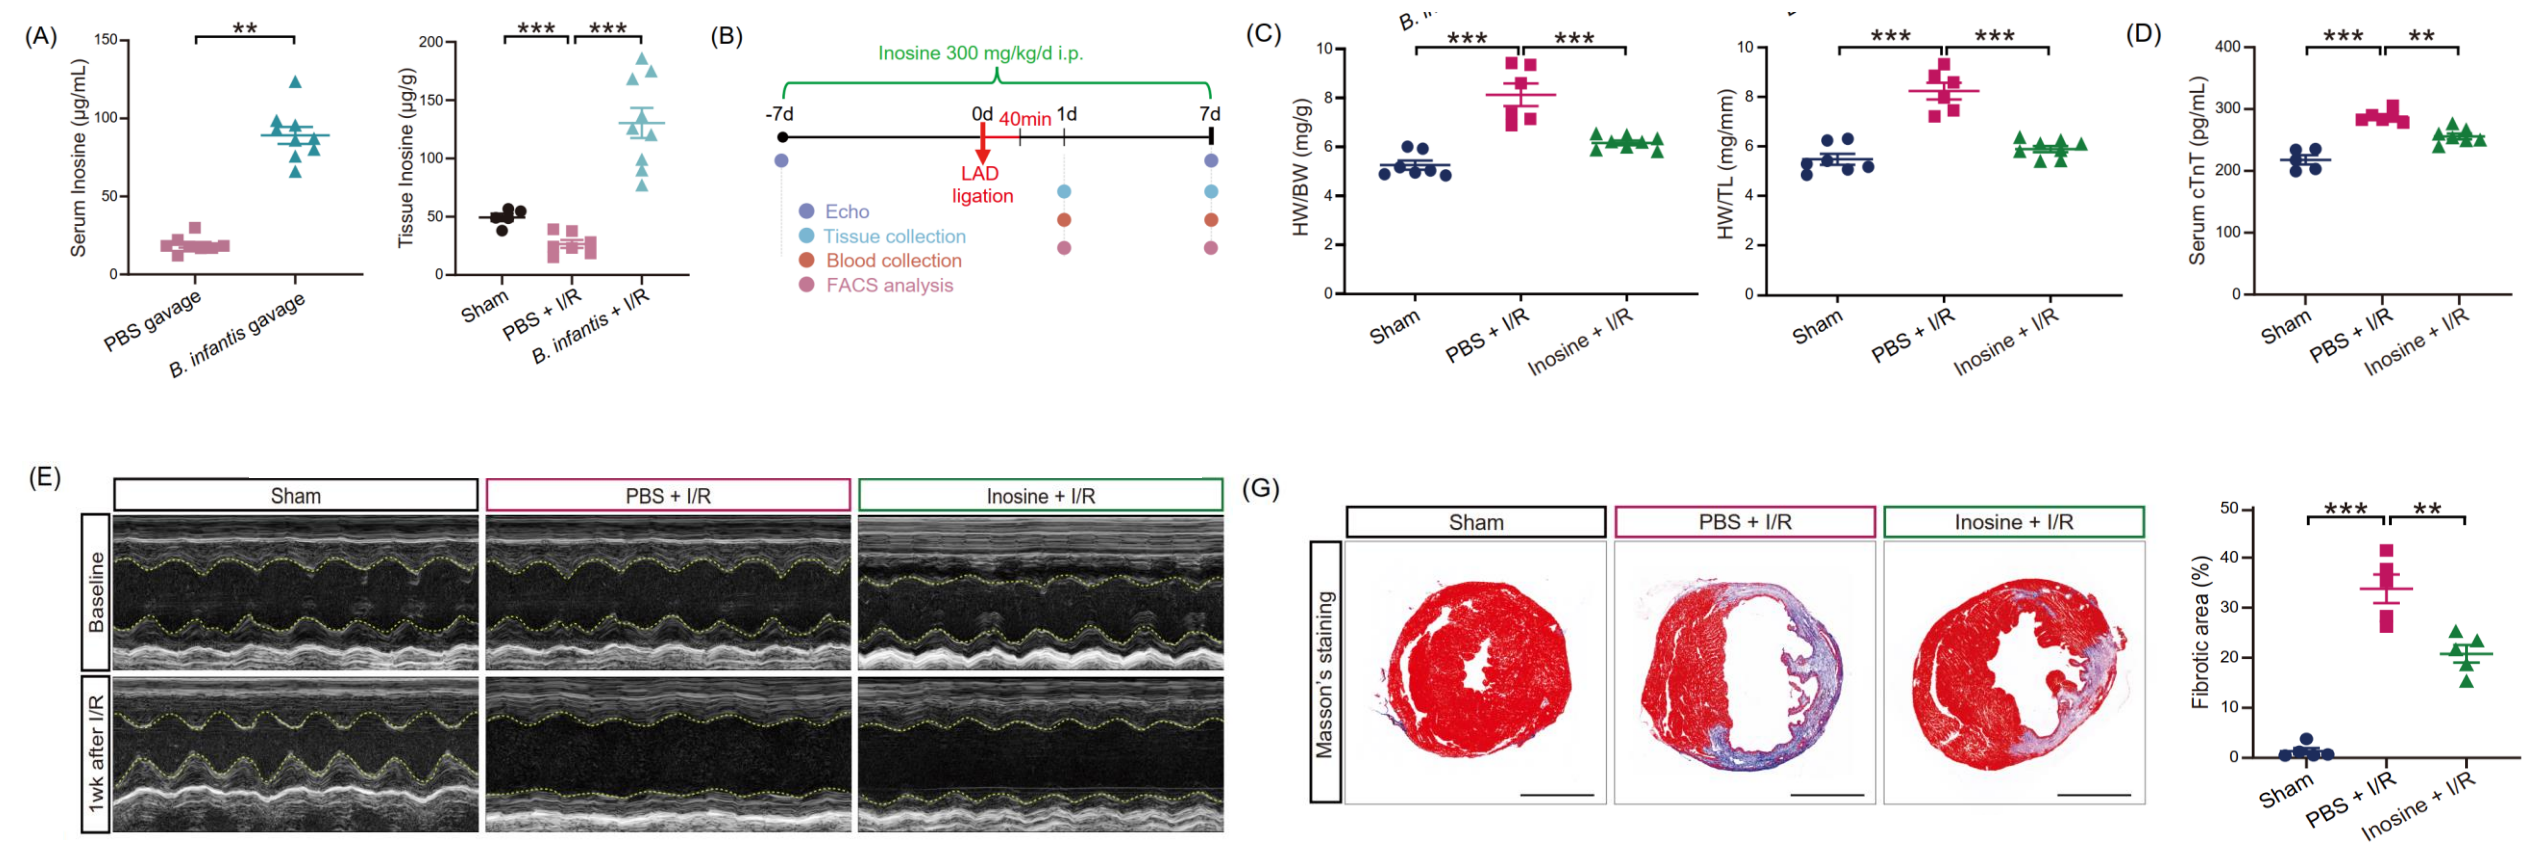 (A)
150
100
50
0
Serum Inosine (µg/mL)
**
PBS gavage
B. infantis gavage
200
150
100
50
0
Tissue Inosine (µg/g)
***
***
Sham
PBS + I/R
B. infantis + I/R
(B)
Inosine 300 mg/kg/d i.p.
-7d
0d
40min
1d
7d
LAD
ligation
Echo
Tissue collection
Blood collection
FACS analysis
(C)
10
8
6
4
2
0
HW/BW (mg/g)
***
***
Sham
PBS + I/R
Inosine + I/R
10
8
6
4
2
0
HW/TL (mg/mm)
***
***
Sham
PBS + I/R
Inosine + I/R
(D)
400
300
200
100
0
Serum cTnT (pg/mL)
***
**
Sham
PBS + I/R
Inosine + I/R
(E)
Sham
PBS + I/R
Inosine + I/R
Baseline
1wk after I/R
(G)
Sham
PBS + I/R
Inosine + I/R
Masson's staining
50
40
30
20
10
0
Fibrotic area (%)
***
**
Sham
PBS + I/R
Inosine + I/R